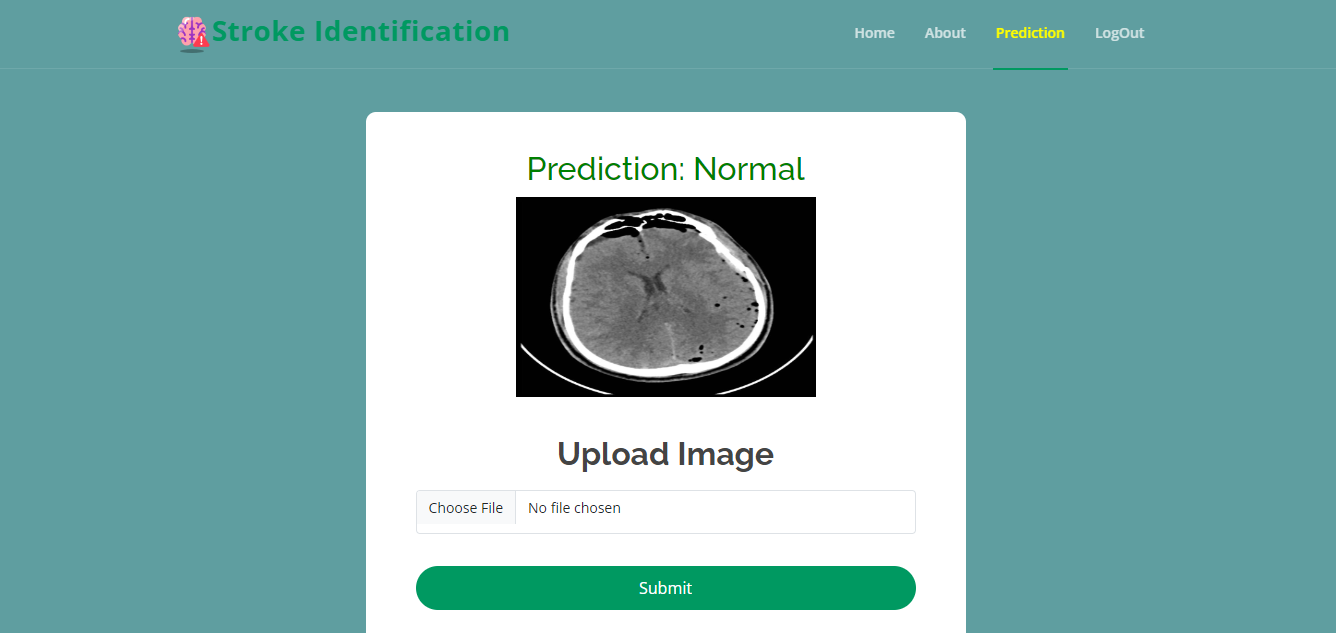 Stroke Identification
Home About Prediction LogOut
Prediction: Normal
Upload Image
Choose File No file chosen
Submit